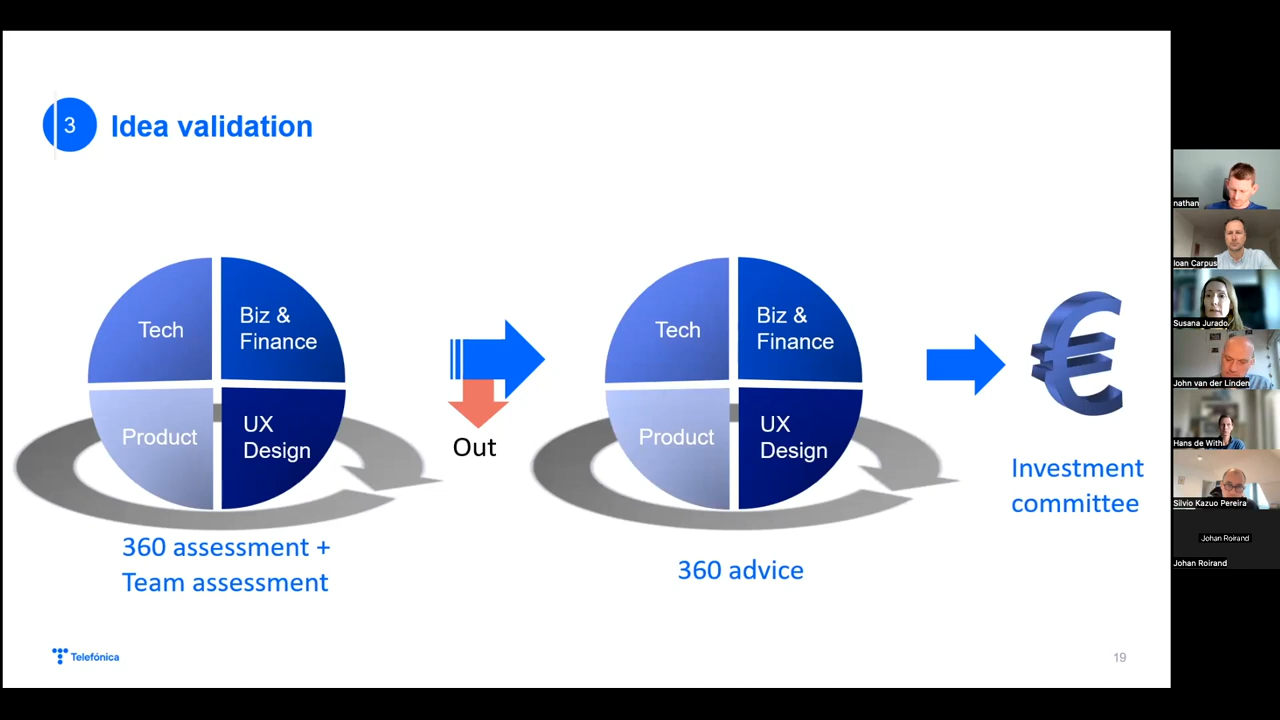 3
Idea validation
Tech
Biz &
Finance
Product
UX
Design
Out
Tech
Biz &
Finance
Product
UX
Design
360 assessment +
Team assessment
360 advice
€
Investment
committee
Telefónica
19
nathan
Ioan Carpus
Susana Jurado
John van der Linden
Hans de With
Silvio Kazuo Pereira
Johan Roirand
Johan Roirand